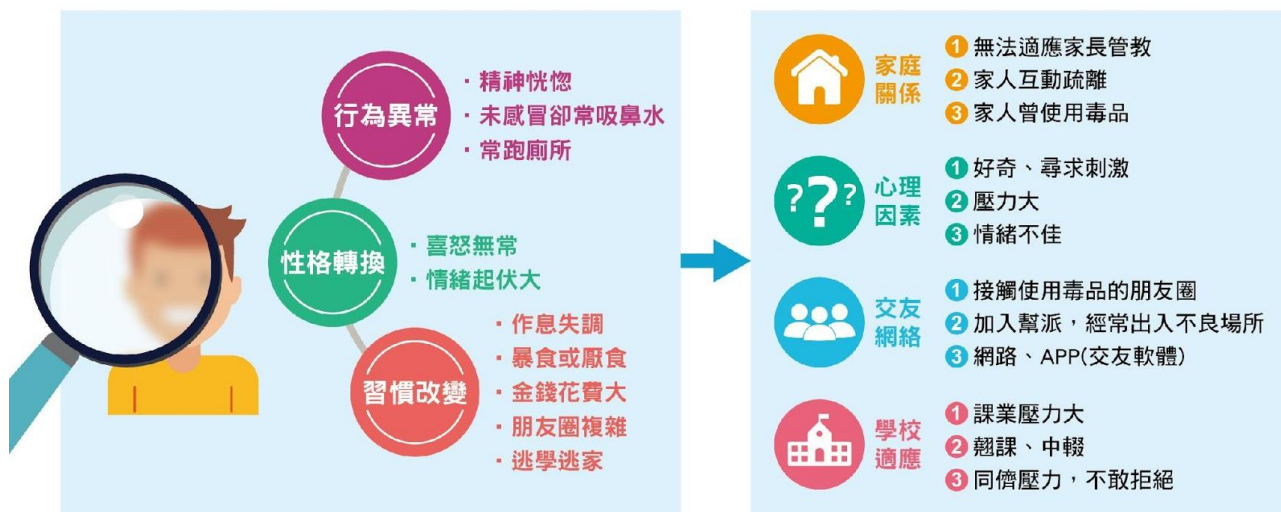 行為異常
・精神恍惚
・未感冒卻常吸鼻水
・常跑廁所
性格轉換
・喜怒無常
・情緒起伏大
習慣改變
・作息失調
・暴食或厭食
・金錢花費大
・朋友圈複雜
・逃學逃家
家庭
關係
1 無法適應家長管教
2 家人互動疏離
3 家人曾使用毒品
???
心理
因素
1 好奇、尋求刺激
2 壓力大
3 情緒不佳
交友
網絡
1 接觸使用毒品的朋友圈
2 加入幫派，經常出入不良場所
3 網路、APP(交友軟體)
學校
適應
1 課業壓力大
2 翹課、中輟
3 同儕壓力，不敢拒絕